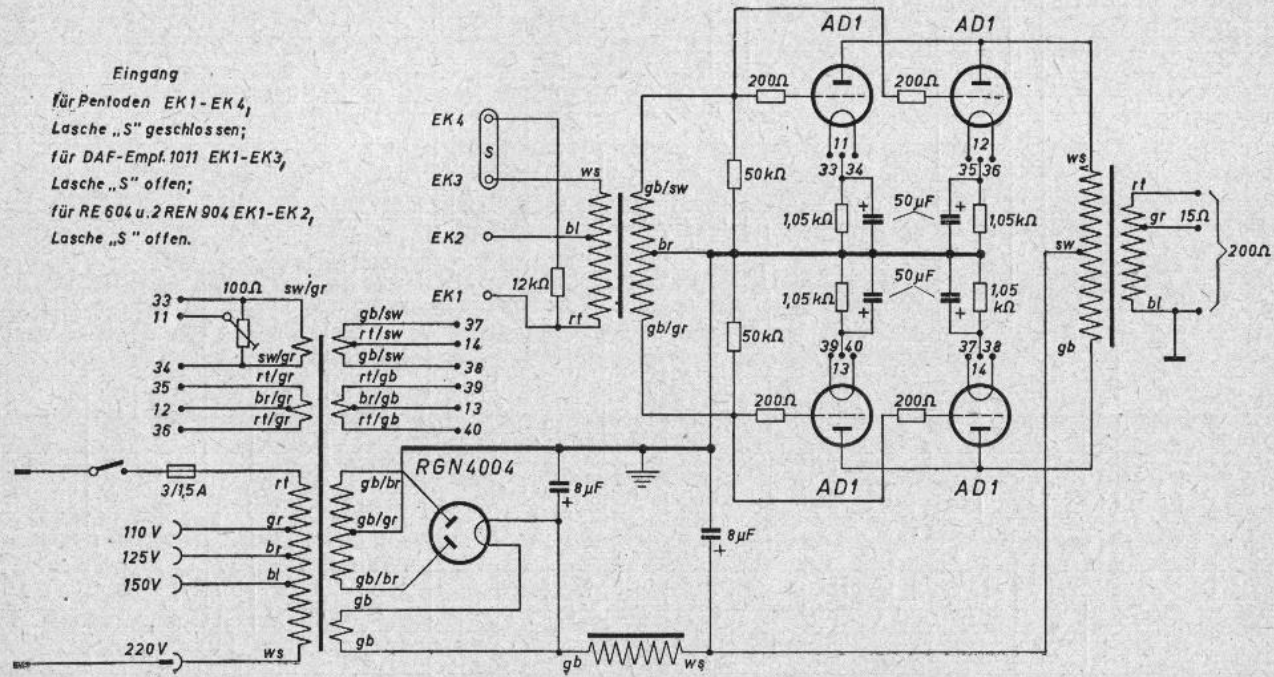 Eingang
für Pentoden EK1-EK4,
Lasche „S" geschlossen;
für DAF-Empf. 1011 EK1-EK3,
Lasche „S" offen;
für RE 604 u. 2 REN 904 EK1-EK2,
Lasche „S" offen.
EK4
S
EK3
EK2
EK1
12kΩ
ws
bl
rt
gb/sw
br
gb/gr
AD1
AD1
200Ω
200Ω
11
33 34
12
35 36
50kΩ
1,05kΩ
50µF
+
+
1,05kΩ
50kΩ
1,05kΩ
50µF
+
+
1,05
kΩ
39 40
13
37 38
14
200Ω
200Ω
AD1
AD1
ws
sw
gb
rt
gr
15Ω
200Ω
bl
33
11
34
35
12
36
100Ω
sw/gr
sw/gr
rt/gr
br/gr
rt/gr
gb/sw
rt/sw
gb/sw
rt/gb
br/gb
rt/gb
37
14
38
39
13
40
3/1,5A
rt
110V
gr
125V
br
150V
bl
220V
ws
gb/br
gb/gr
gb/br
gb
gb
RGN4004
8µF
+
8µF
+
gb
ws